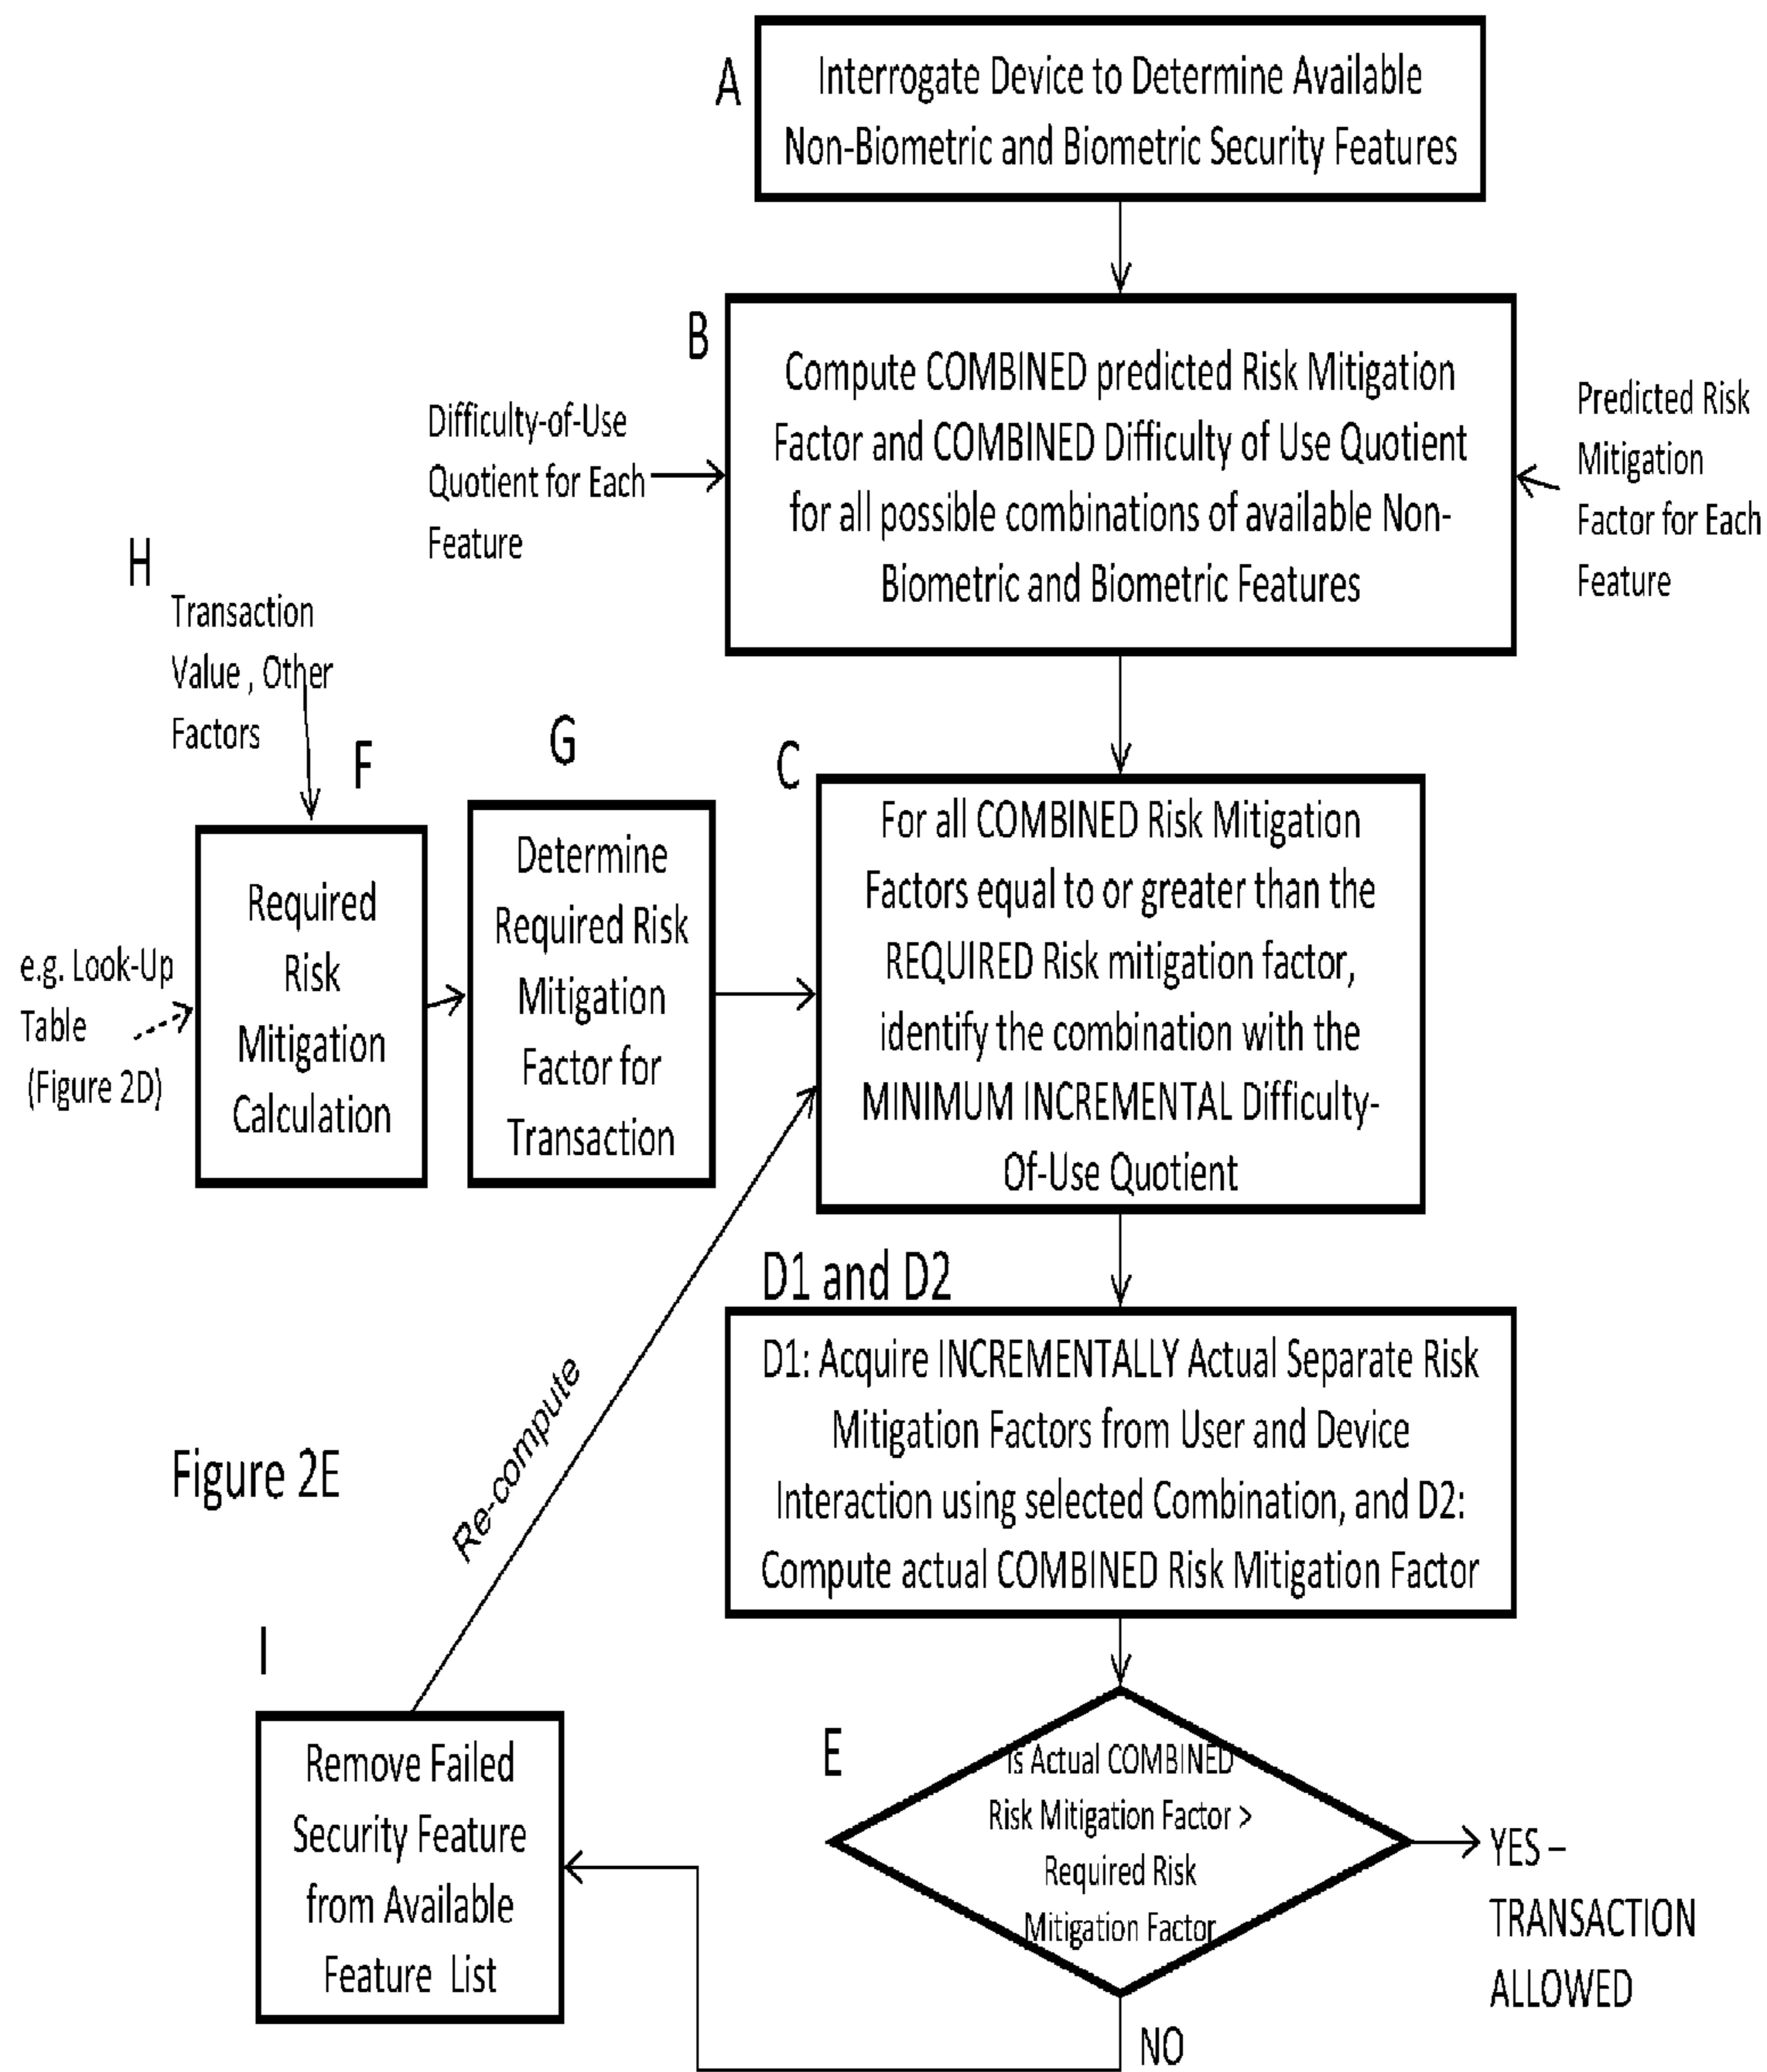 A
Interrogate Device to Determine Available
Non-Biometric and Biometric Security Features
B
Compute COMBINED predicted Risk Mitigation
Factor and COMBINED Difficulty of Use Quotient
for all possible combinations of available Non-
Biometric and Biometric Features
Difficulty-of-Use
Quotient for Each
Feature
Predicted Risk
Mitigation
Factor for Each
Feature
H
Transaction
Value , Other
Factors
F
Required
Risk
Mitigation
Calculation
e.g. Look-Up
Table
(Figure 2D)
G
Determine
Required Risk
Mitigation
Factor for
Transaction
C
For all COMBINED Risk Mitigation
Factors equal to or greater than the
REQUIRED Risk mitigation factor,
identify the combination with the
MINIMUM INCREMENTAL Difficulty-
Of-Use Quotient
D1 and D2
D1: Acquire INCREMENTALLY Actual Separate Risk
Mitigation Factors from User and Device
Interaction using selected Combination, and D2:
Compute actual COMBINED Risk Mitigation Factor
Re-compute
Figure 2E
I
Remove Failed
Security Feature
from Available
Feature List
E
Is Actual COMBINED
Risk Mitigation Factor >
Required Risk
Mitigation Factor
YES –
TRANSACTION
ALLOWED
NO